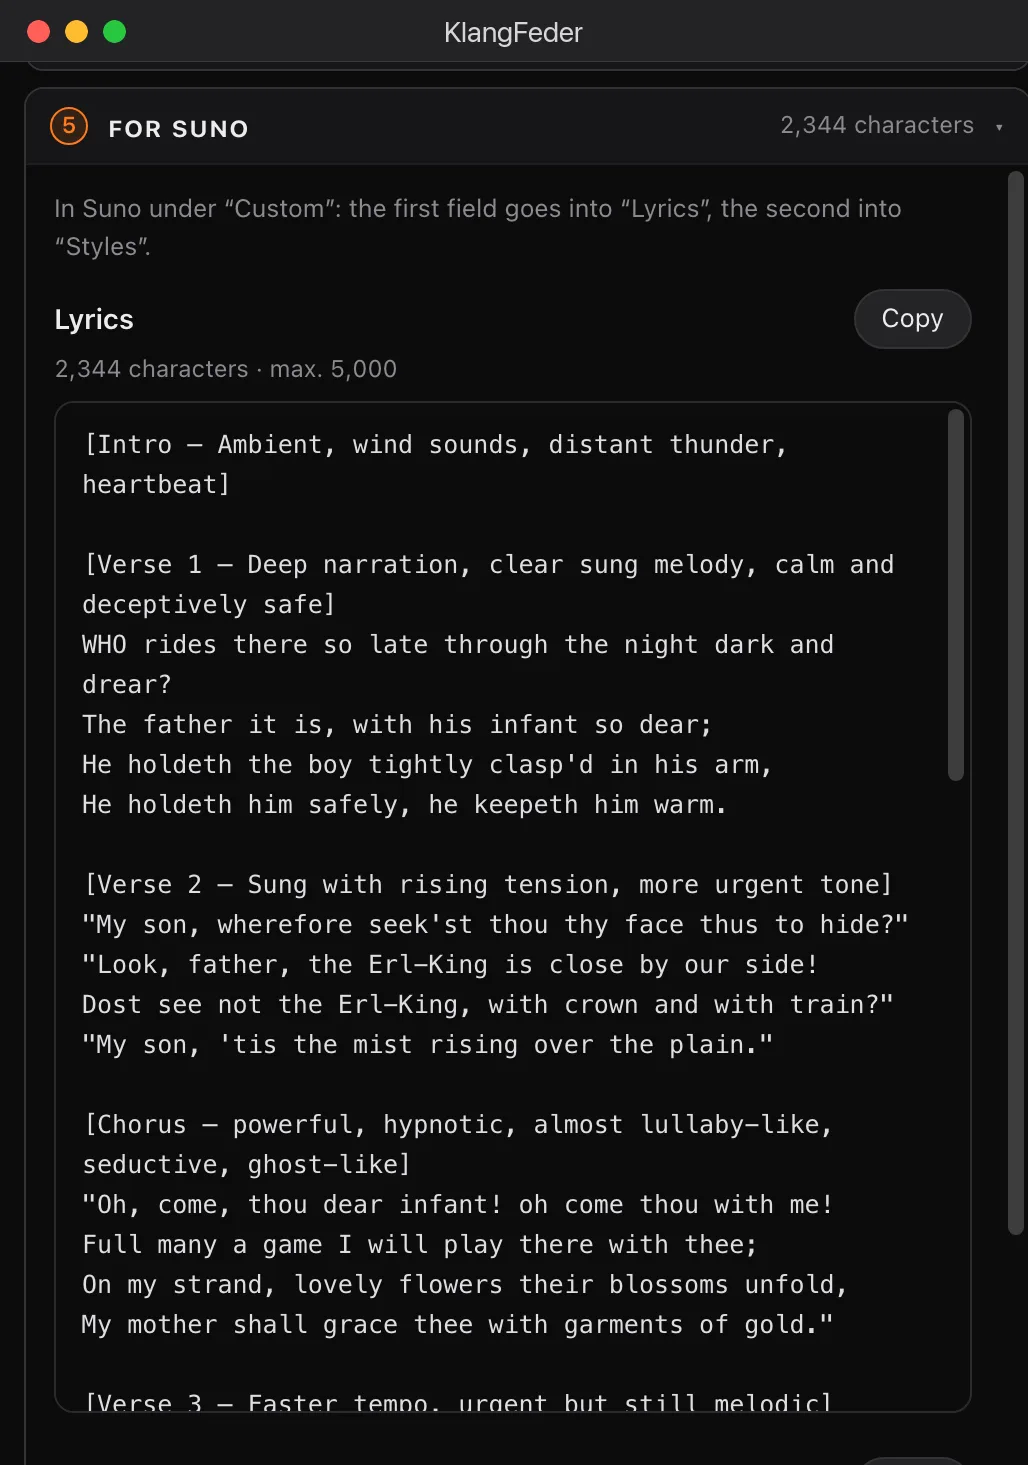 KlangFeder
5 FOR SUNO
2,344 characters ▾
In Suno under “Custom”: the first field goes into “Lyrics”, the second into
“Styles”.
Lyrics
Copy
2,344 characters · max. 5,000
[Intro – Ambient, wind sounds, distant thunder,
heartbeat]
[Verse 1 – Deep narration, clear sung melody, calm and
deceptively safe]
WHO rides there so late through the night dark and
drear?
The father it is, with his infant so dear;
He holdeth the boy tightly clasp'd in his arm,
He holdeth him safely, he keepeth him warm.
[Verse 2 – Sung with rising tension, more urgent tone]
"My son, wherefore seek'st thou thy face thus to hide?"
"Look, father, the Erl-King is close by our side!
Dost see not the Erl-King, with crown and with train?"
"My son, 'tis the mist rising over the plain."
[Chorus – powerful, hypnotic, almost lullaby-like,
seductive, ghost-like]
"Oh, come, thou dear infant! oh come thou with me!
Full many a game I will play there with thee;
On my strand, lovely flowers their blossoms unfold,
My mother shall grace thee with garments of gold."
[Verse 3 – Faster tempo, urgent but still melodic]